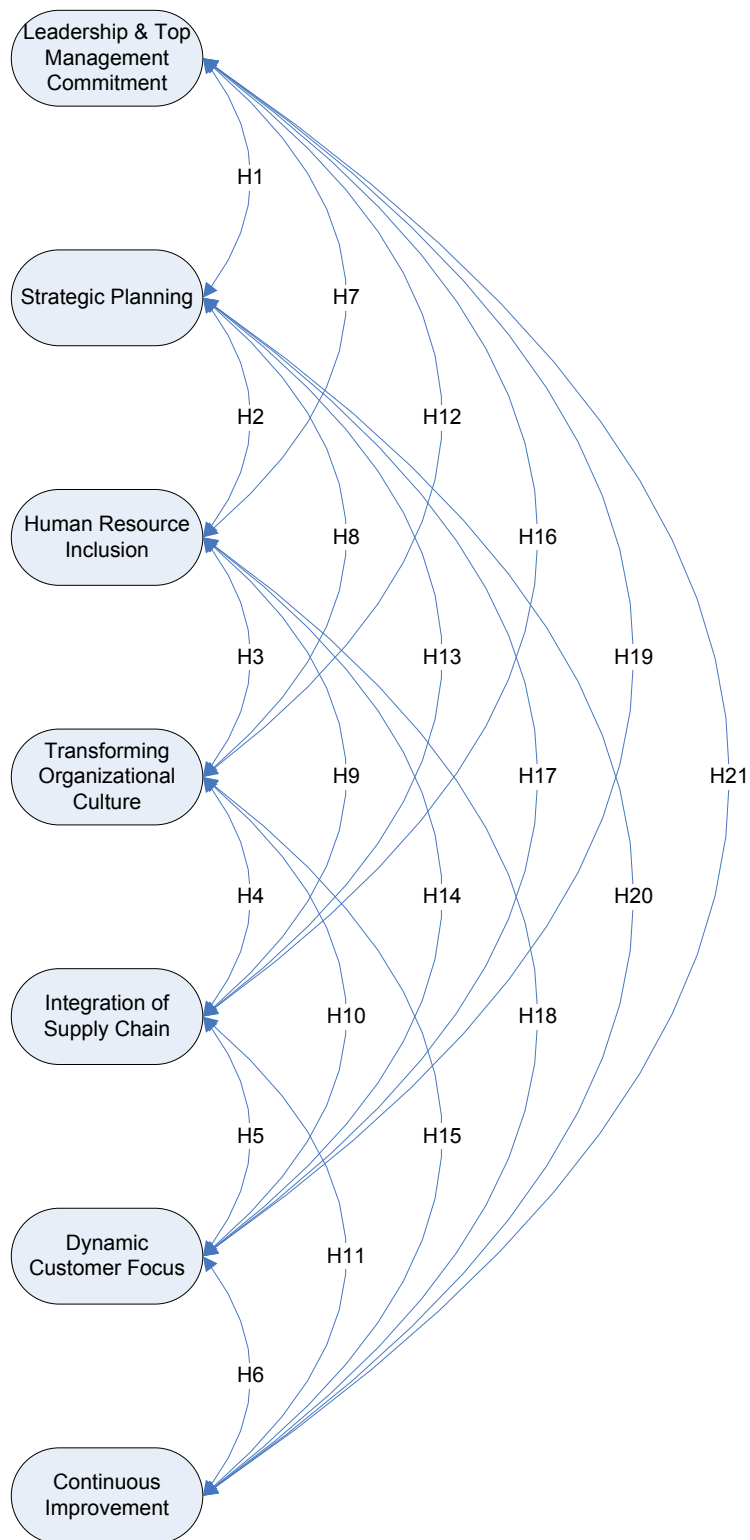 Leadership & Top
Management
Commitment
H1
Strategic Planning
H7
H2
H12
Human Resource
Inclusion
H8
H16
H3
H13
H19
Transforming
Organizational
Culture
H9
H17
H21
H4
H14
H20
Integration of
Supply Chain
H10
H18
H5
H15
Dynamic
Customer Focus
H11
H6
Continuous
Improvement